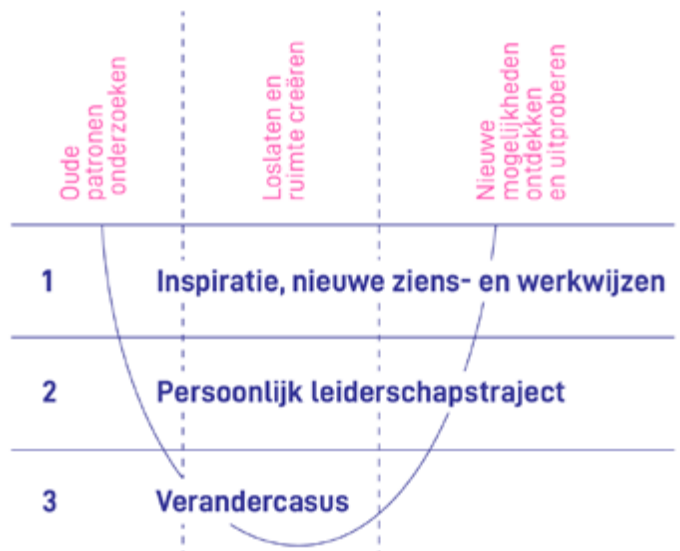 Oude
patronen
onderzoeken
Loslaten en
ruimte creëren
Nieuwe
mogelijkheden
ontdekken
en uitproberen
1 Inspiratie, nieuwe ziens- en werkwijzen
2 Persoonlijk leiderschapstraject
3 Verandercasus